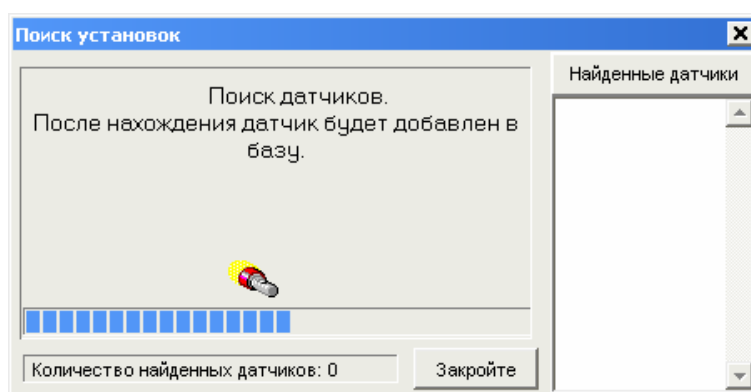 Поиск установок
Найденные датчики
Поиск датчиков.
После нахождения датчик будет добавлен в
базу.
Количество найденных датчиков: 0
Закройте